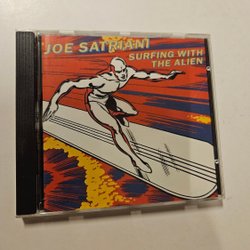 JOE SATRIANI
SURFING WITH
THE ALIEN